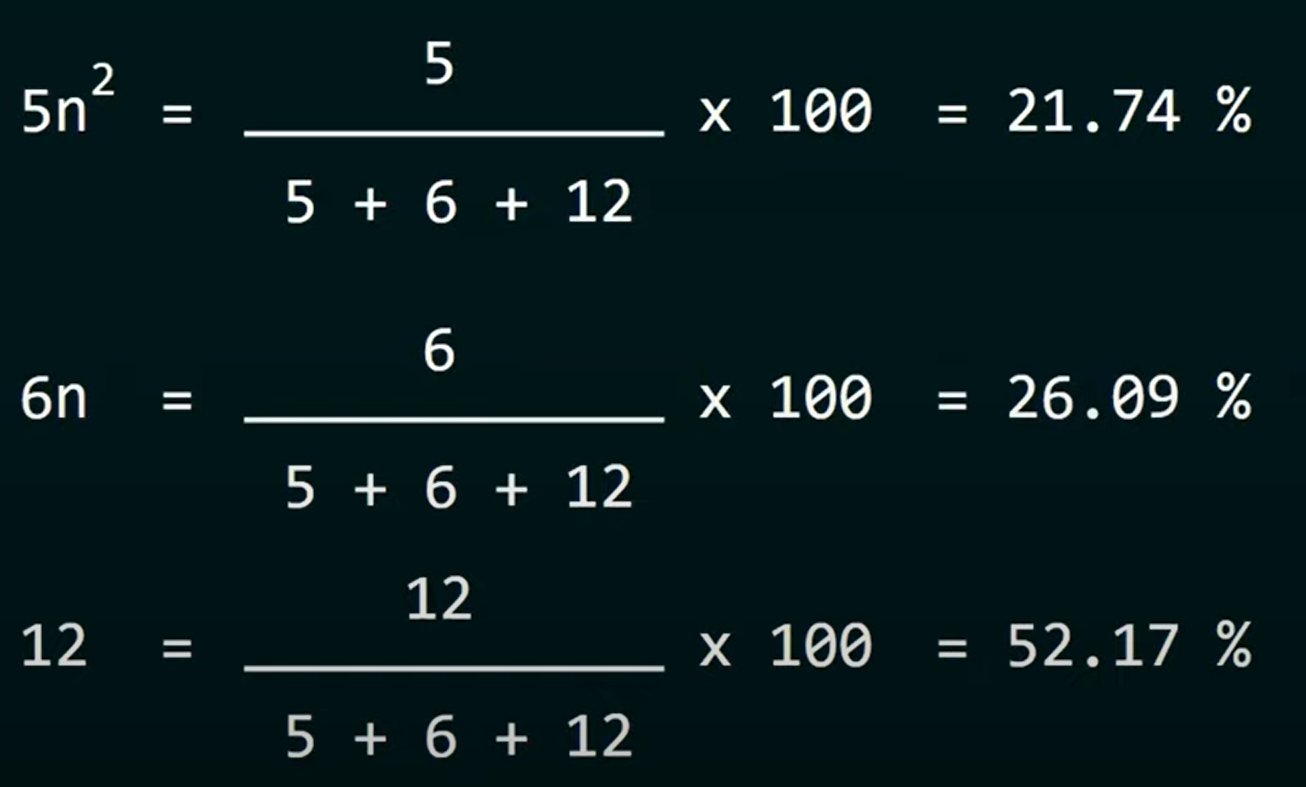 5
5n² = x 100 = 21.74 %
5 + 6 + 12
6
6n = x 100 = 26.09 %
5 + 6 + 12
12
12 = x 100 = 52.17 %
5 + 6 + 12